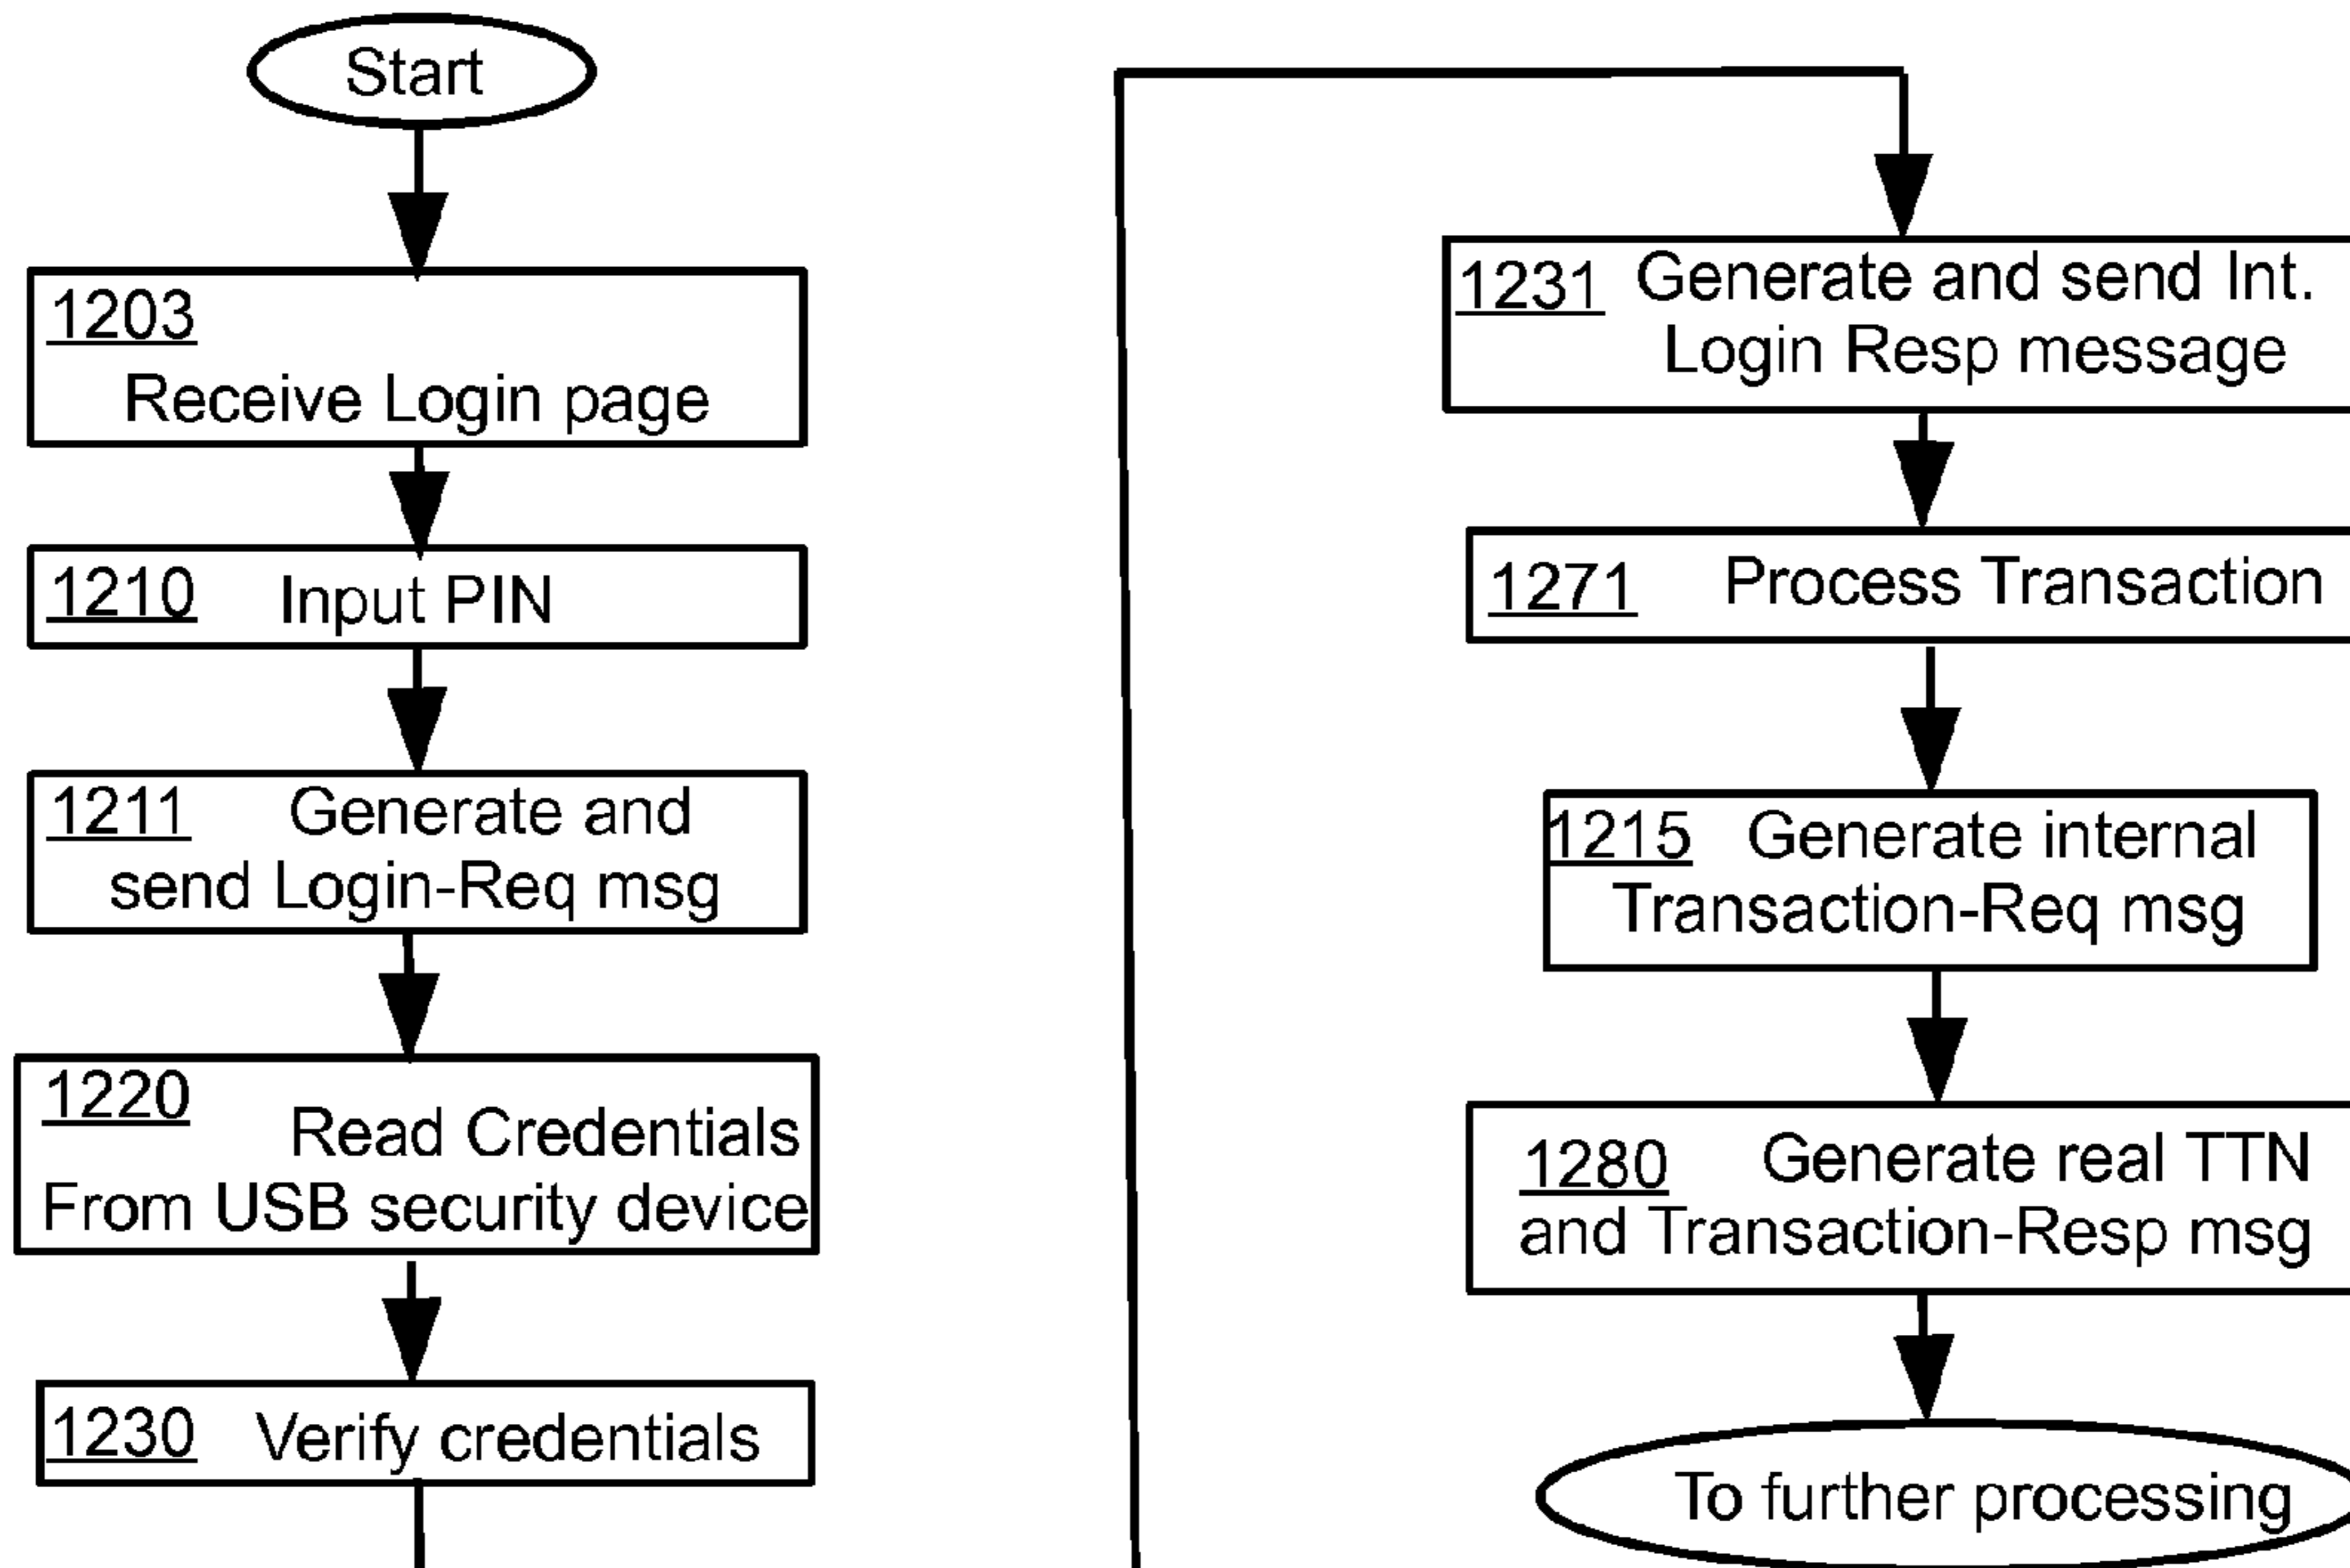 Start
1203
Receive Login page
1210 Input PIN
1211 Generate and
send Login-Req msg
1220
Read Credentials
From USB security device
1230 Verify credentials
1231 Generate and send Int.
Login Resp message
1271 Process Transaction
1215 Generate internal
Transaction-Req msg
1280 Generate real TTN
and Transaction-Resp msg
To further processing